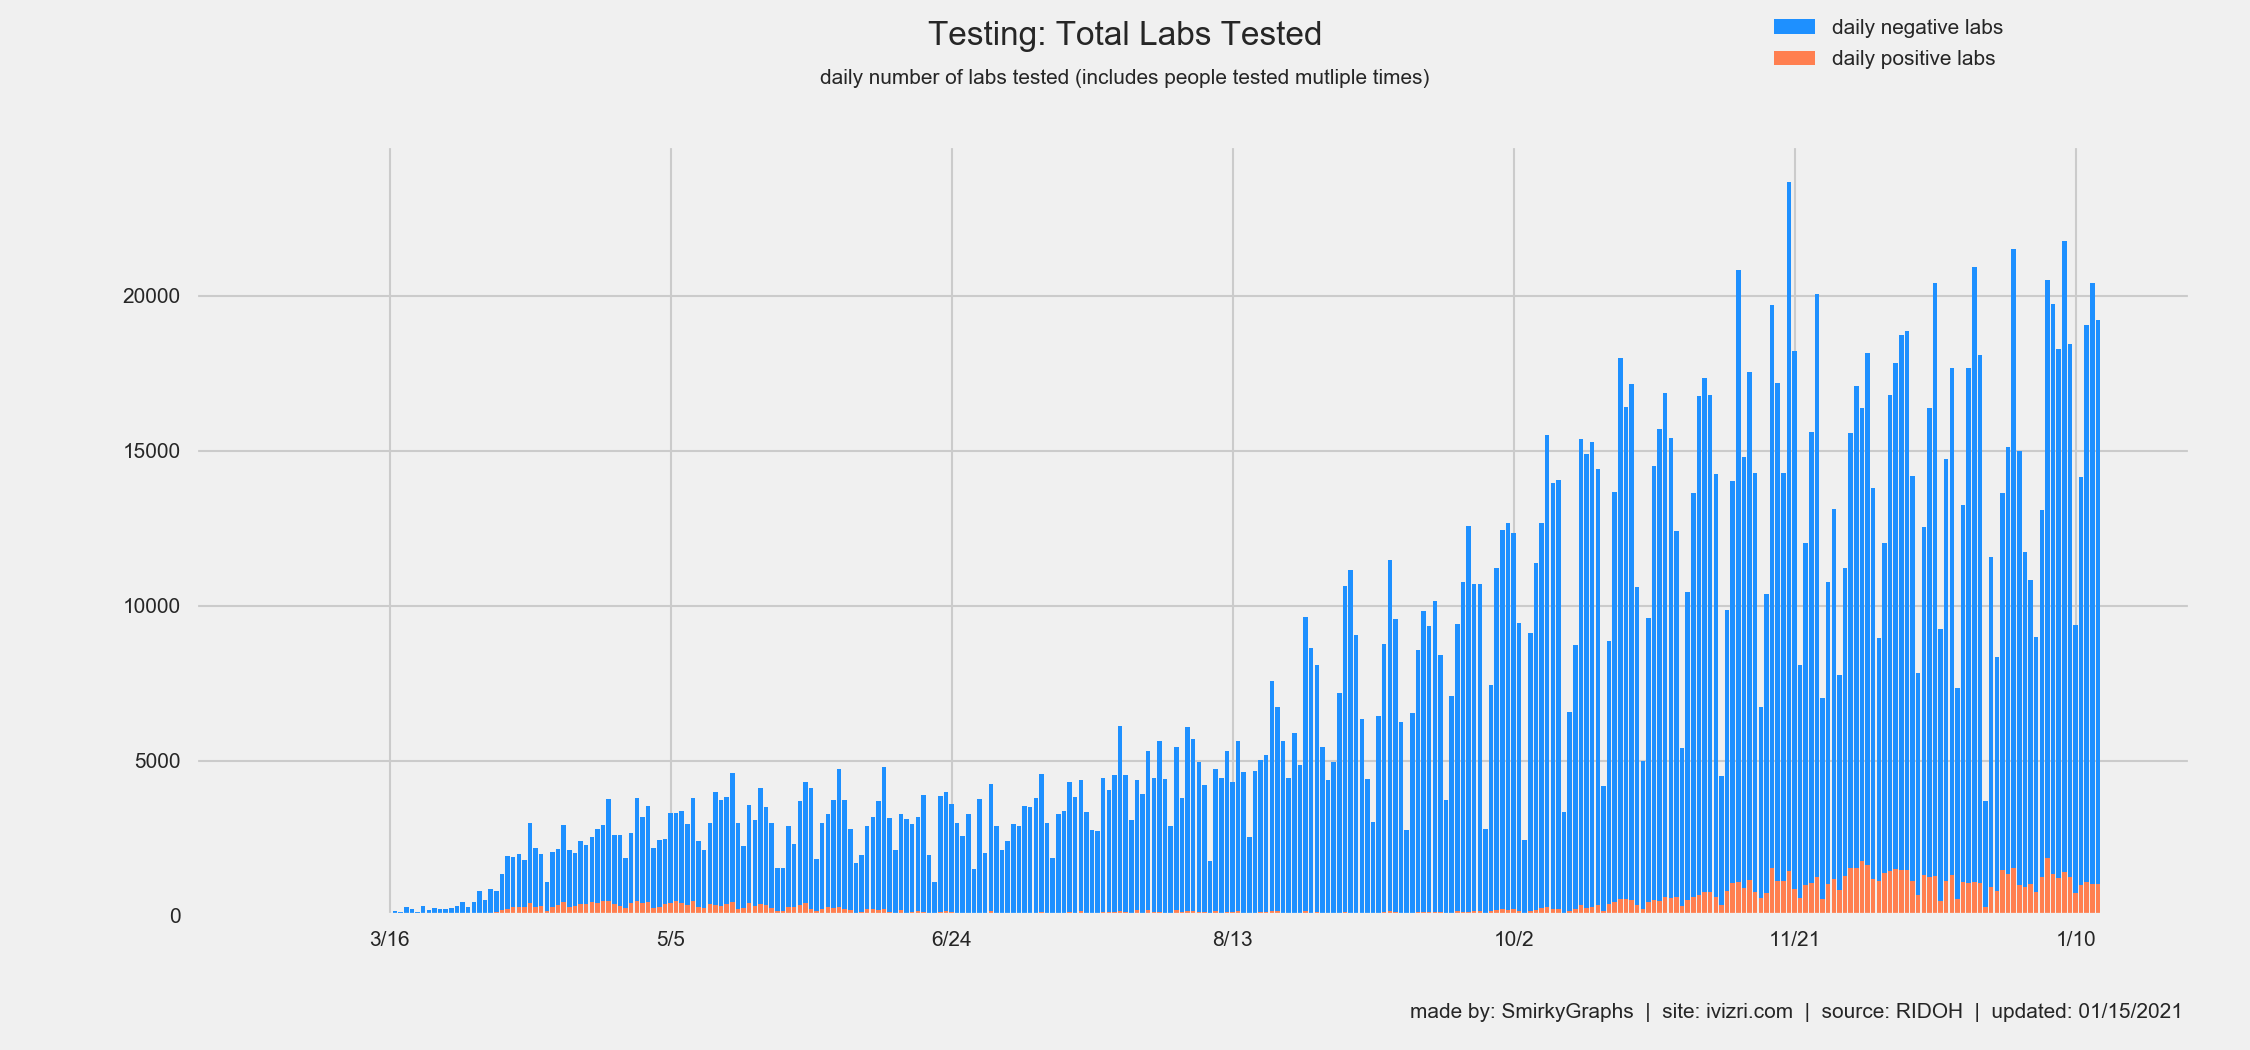 Testing: Total Labs Tested
daily number of labs tested (includes people tested mutliple times)
daily negative labs
daily positive labs
20000
15000
10000
5000
0
3/16 5/5 6/24 8/13 10/2 11/21 1/10
made by: SmirkyGraphs | site: ivizri.com | source: RIDOH | updated: 01/15/2021